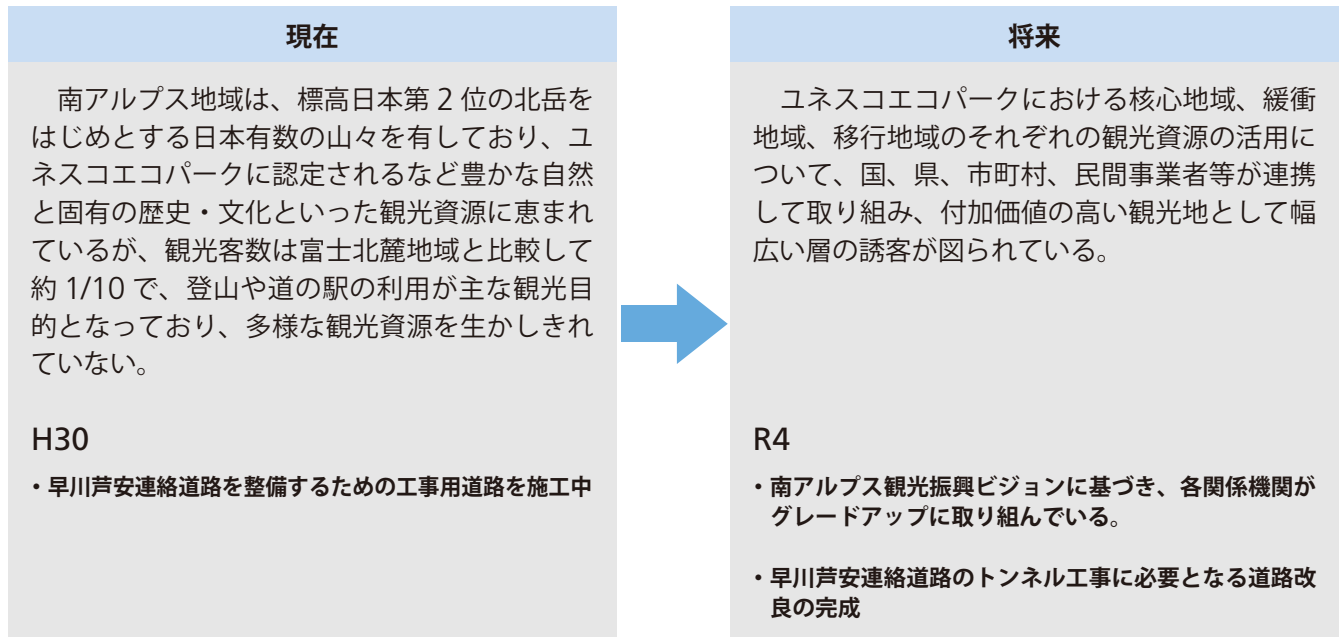 現在
南アルプス地域は、標高日本第 2 位の北岳を
はじめとする日本有数の山々を有しており、ユ
ネスコエコパークに認定されるなど豊かな自然
と固有の歴史・文化といった観光資源に恵まれ
ているが、観光客数は富士北麓地域と比較して
約 1/10 で、登山や道の駅の利用が主な観光目
的となっており、多様な観光資源を生かしきれ
ていない。
H30
・早川芦安連絡道路を整備するための工事用道路を施工中
将来
ユネスコエコパークにおける核心地域、緩衝
地域、移行地域のそれぞれの観光資源の活用に
ついて、国、県、市町村、民間事業者等が連携
して取り組み、付加価値の高い観光地として幅
広い層の誘客が図られている。
R4
・南アルプス観光振興ビジョンに基づき、各関係機関が
グレードアップに取り組んでいる。
・早川芦安連絡道路のトンネル工事に必要となる道路改
良の完成